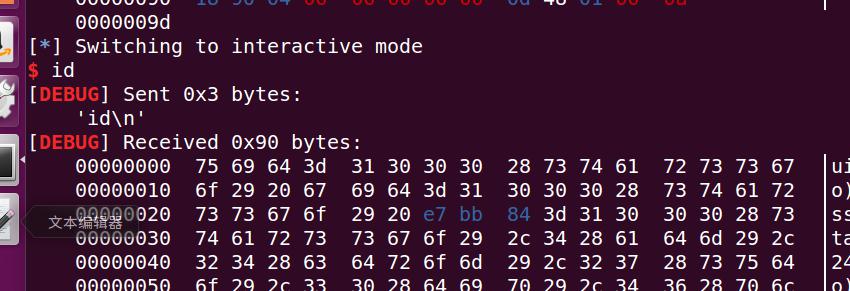 0000009d
[*] Switching to interactive mode
$ id
[DEBUG] Sent 0x3 bytes:
'id\n'
[DEBUG] Received 0x90 bytes:
00000000 75 69 64 3d 31 30 30 30 28 73 74 61 72 73 73 67 │ui
00000010 6f 29 20 67 69 64 3d 31 30 30 30 28 73 74 61 72 │o)
00000020 73 73 67 6f 29 20 e7 bb 84 3d 31 30 30 30 28 73 │ss
文本编辑器
00000030 74 61 72 73 73 67 6f 29 2c 34 28 61 64 6d 29 2c │ta
00000040 32 34 28 63 64 72 6f 6d 29 2c 32 37 28 73 75 64 │24
00000050 6f 29 2c 33 30 28 64 69 70 29 2c 34 36 28 70 6c │o)